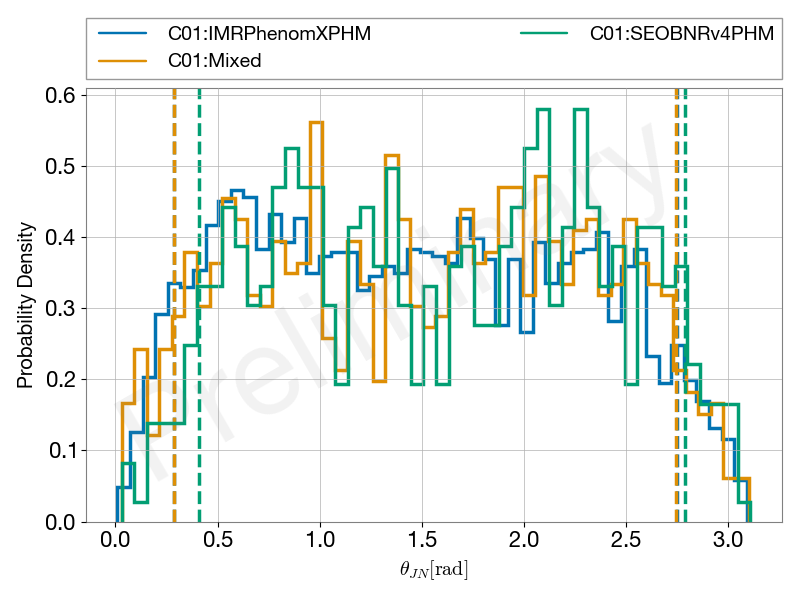 C01:IMRPhenomXPHM
C01:SEOBNRv4PHM
C01:Mixed
Preliminary
Probability Density
0.6
0.5
0.4
0.3
0.2
0.1
0.0
0.0 0.5 1.0 1.5 2.0 2.5 3.0
θ_{JN}[rad]